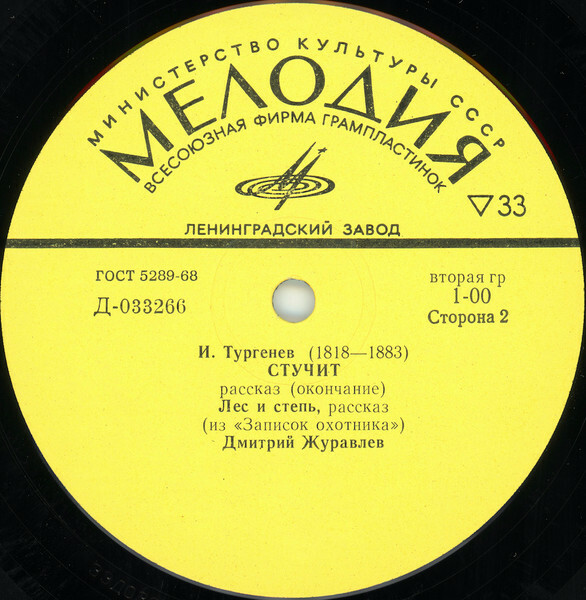 МИНИСТЕРСТВО КУЛЬТУРЫ СССР
МЕЛОДИЯ
ВСЕСОЮЗНАЯ ФИРМА ГРАМПЛАСТИНОК
▽33
ЛЕНИНГРАДСКИЙ ЗАВОД
ГОСТ 5289-68
Д-033266
вторая гр
1-00
Сторона 2
И. Тургенев (1818—1883)
СТУЧИТ
рассказ (окончание)
Лес и степь, рассказ
(из «Записок охотника»)
Дмитрий Журавлев